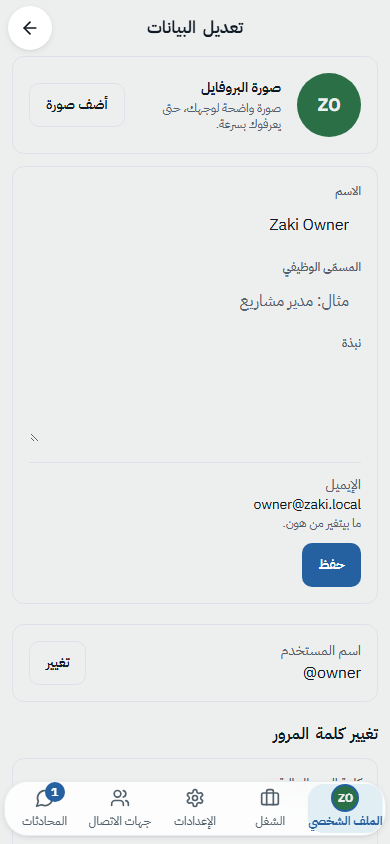 تعديل البيانات
ZO
صورة البروفايل
صورة واضحة لوجهك، حتى
يعرفوك بسرعة.
أضف صورة
الاسم
Zaki Owner
المسمّى الوظيفي
مثال: مدير مشاريع
نبذة
الإيميل
owner@zaki.local
ما بيتغير من هون.
حفظ
اسم المستخدم
@owner
تغيير
تغيير كلمة المرور
ZO
الملف الشخصي
الشغل
الإعدادات
جهات الاتصال
1
المحادثات